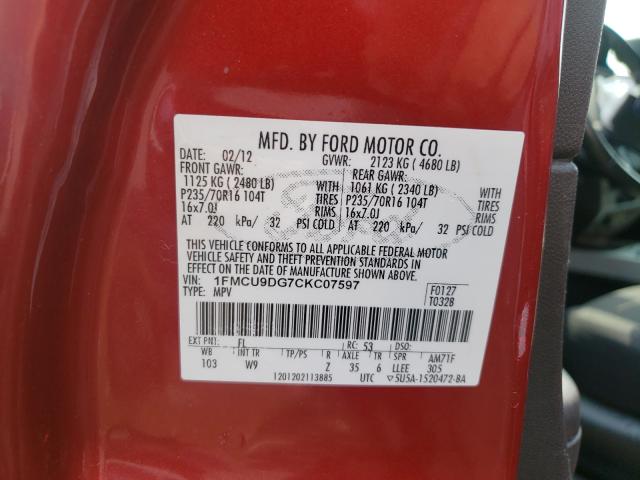 MFD. BY FORD MOTOR CO.
DATE: 02/12 GVWR: 2123 KG ( 4680 LB)
FRONT GAWR: REAR GAWR:
1125 KG ( 2480 LB) WITH 1061 KG ( 2340 LB) WITH
P235/70R16 104T TIRES P235/70R16 104T TIRES
16x7.0J RIMS 16x7.0J RIMS
AT 220 kPa/ 32 PSI COLD AT 220 kPa/ 32 PSI COLD
THIS VEHICLE CONFORMS TO ALL APPLICABLE FEDERAL MOTOR
VEHICLE SAFETY AND THEFT PREVENTION STANDARDS IN
EFFECT ON THE DATE OF MANUFACTURE SHOWN ABOVE.
VIN: 1FMCU9DG7CKC07597 F0127
TYPE: MPV T0328
EXT PNT: FL RC: 53 DSO:
WB INT TR TP/PS R AXLE TR SPR AM71F
103 W9 Z 35 6 LLEE 305
1201202113885 UTC 5U5A-1520472-BA